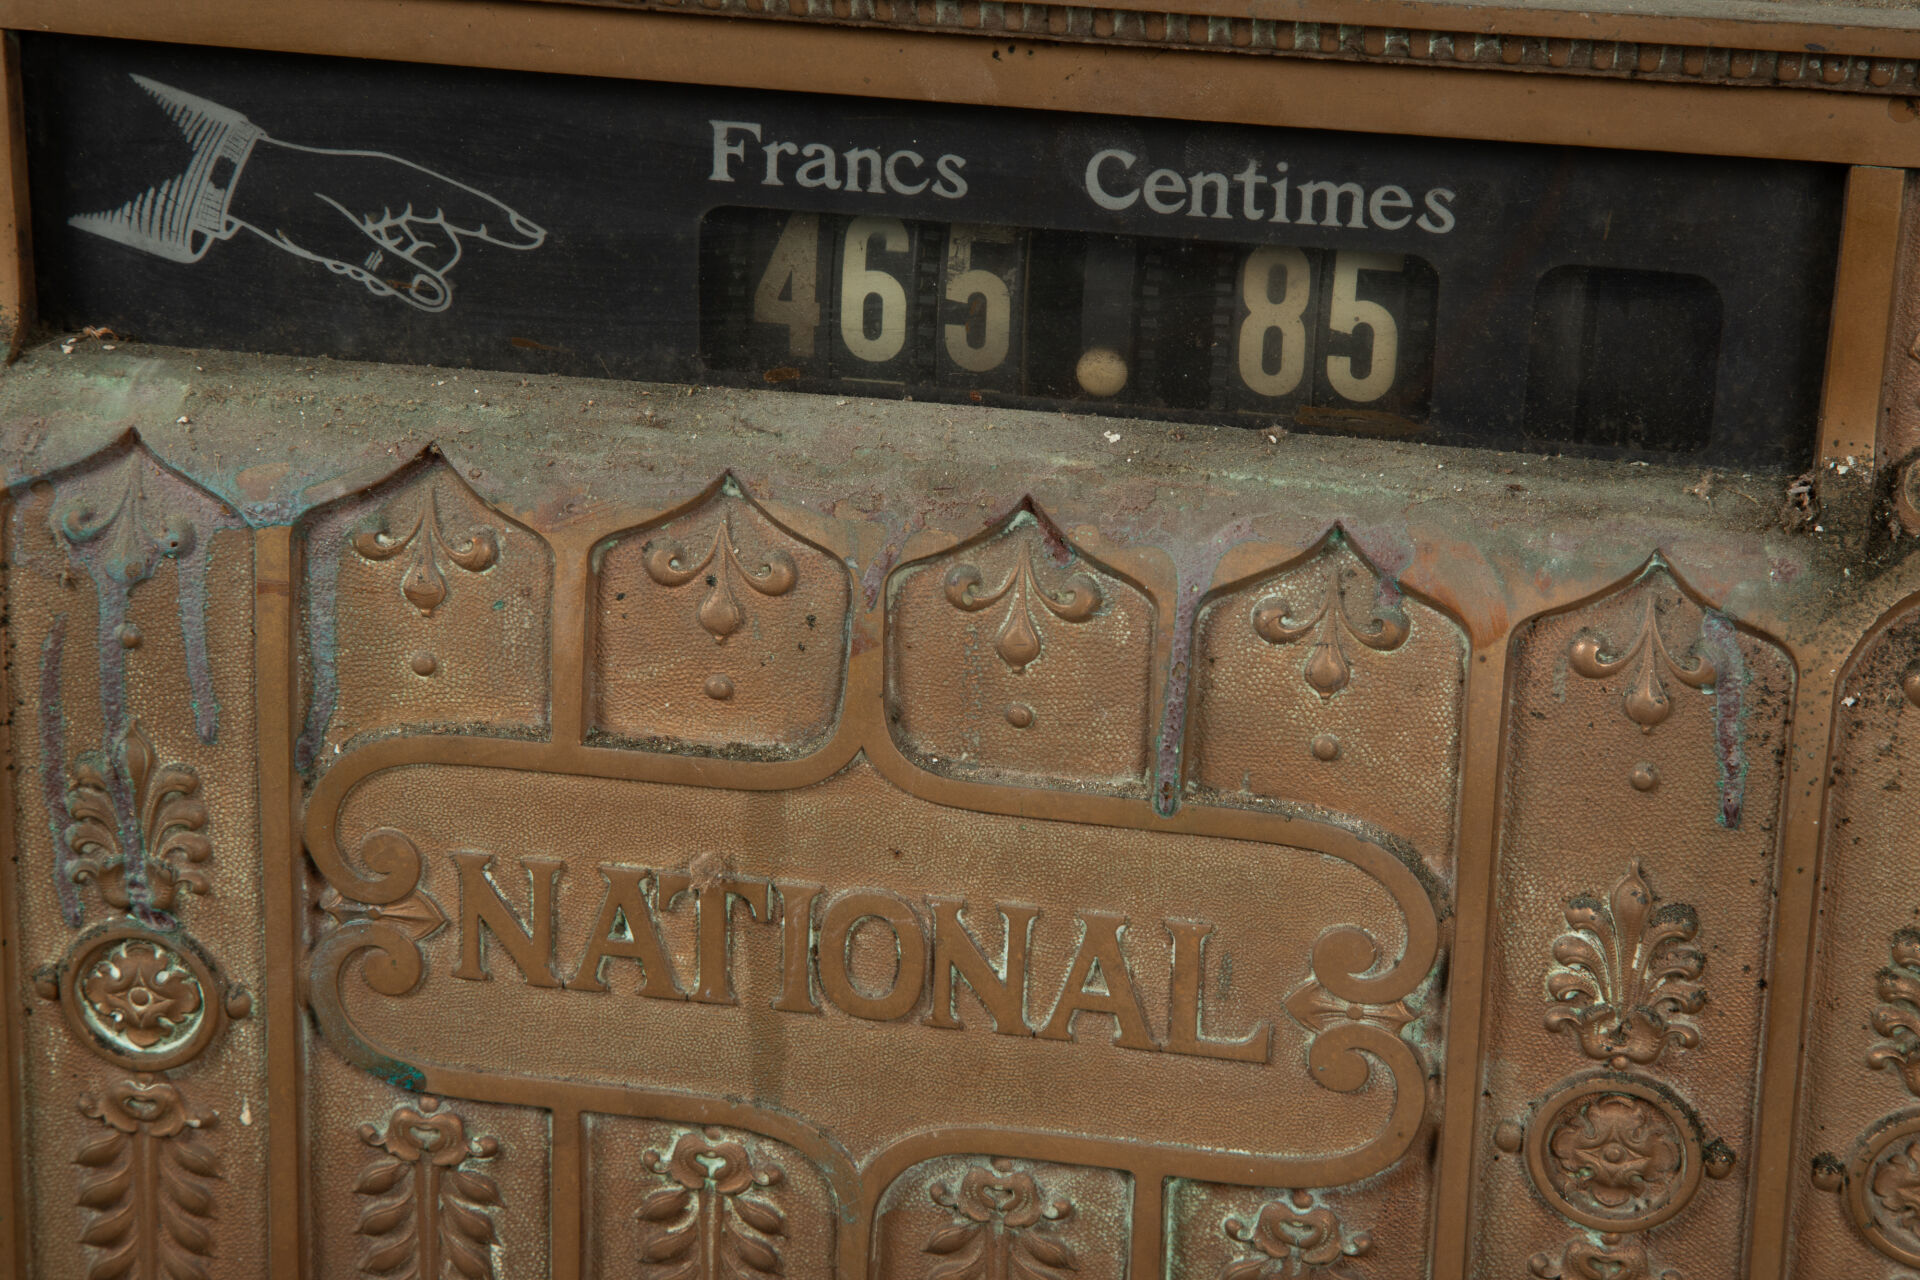 Francs Centimes
465.85
NATIONAL